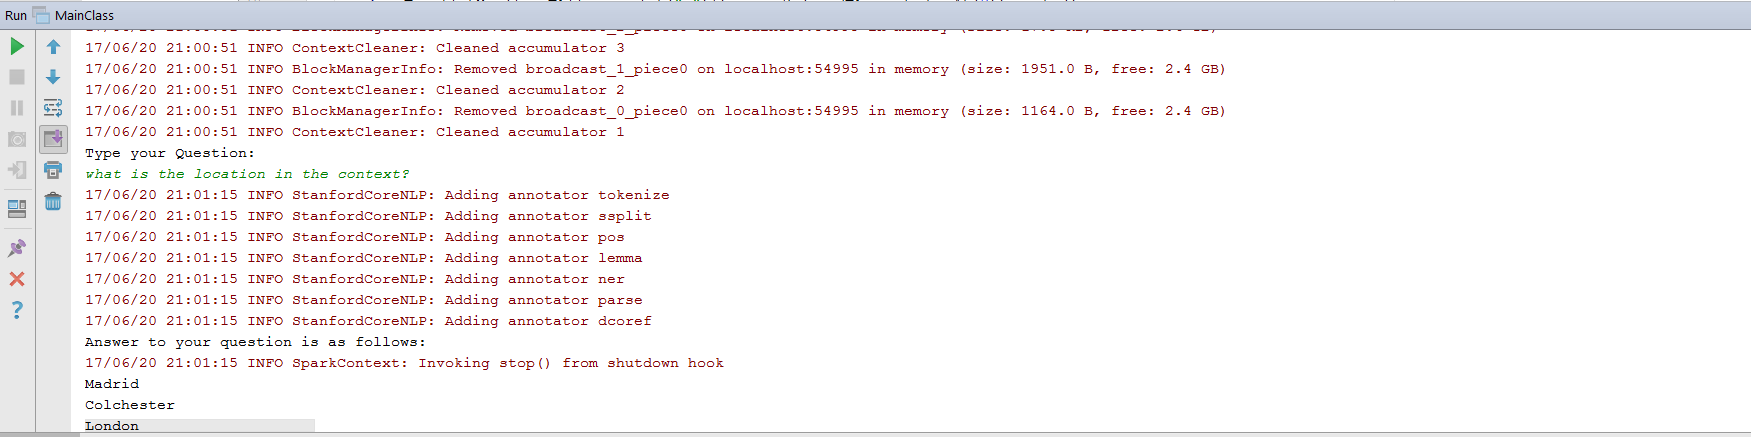 Run MainClass
17/06/20 21:00:51 INFO ContextCleaner: Cleaned accumulator 3
17/06/20 21:00:51 INFO BlockManagerInfo: Removed broadcast_1_piece0 on localhost:54995 in memory (size: 1951.0 B, free: 2.4 GB)
17/06/20 21:00:51 INFO ContextCleaner: Cleaned accumulator 2
17/06/20 21:00:51 INFO BlockManagerInfo: Removed broadcast_0_piece0 on localhost:54995 in memory (size: 1164.0 B, free: 2.4 GB)
17/06/20 21:00:51 INFO ContextCleaner: Cleaned accumulator 1
Type your Question:
what is the location in the context?
17/06/20 21:01:15 INFO StanfordCoreNLP: Adding annotator tokenize
17/06/20 21:01:15 INFO StanfordCoreNLP: Adding annotator ssplit
17/06/20 21:01:15 INFO StanfordCoreNLP: Adding annotator pos
17/06/20 21:01:15 INFO StanfordCoreNLP: Adding annotator lemma
17/06/20 21:01:15 INFO StanfordCoreNLP: Adding annotator ner
17/06/20 21:01:15 INFO StanfordCoreNLP: Adding annotator parse
17/06/20 21:01:15 INFO StanfordCoreNLP: Adding annotator dcoref
Answer to your question is as follows:
17/06/20 21:01:15 INFO SparkContext: Invoking stop() from shutdown hook
Madrid
Colchester
London